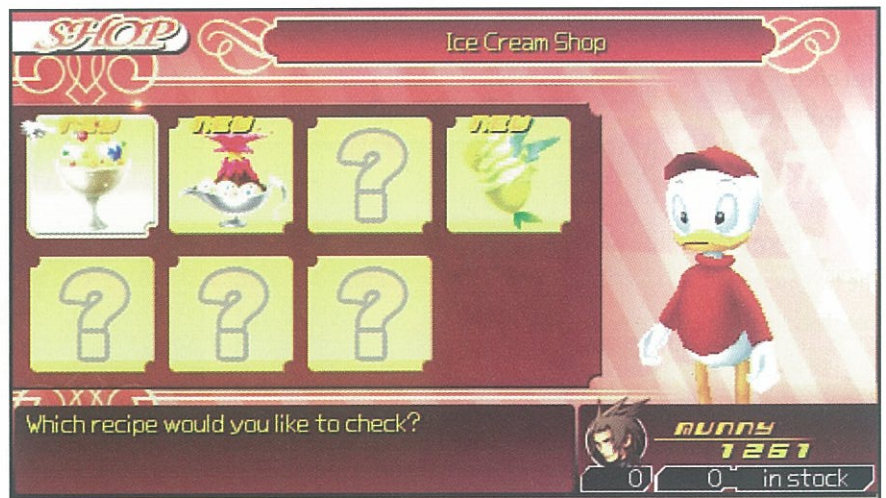 SHOP
Ice Cream Shop
NEW
NEW
?
NEW
?
?
?
Which recipe would you like to check?
MUNNY
1261
0
0 in stock